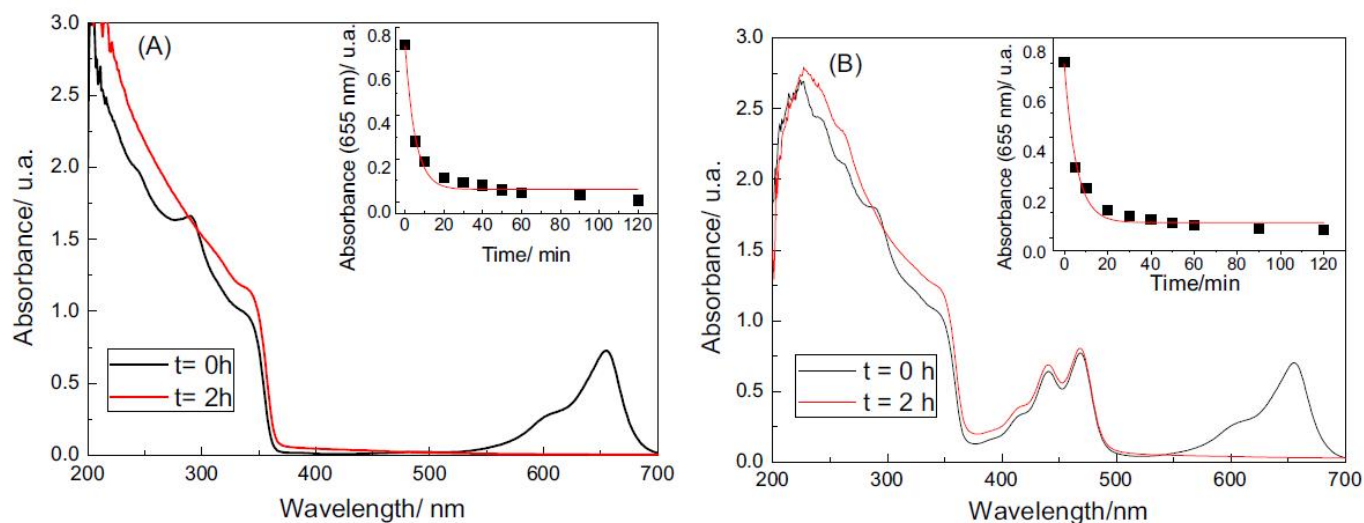 (A)
3.0
2.5
2.0
1.5
1.0
0.5
0.0
Absorbance/ u.a.
200 300 400 500 600 700
Wavelength/ nm
t= 0h
t= 2h
0.8
0.6
0.4
0.2
0.0
Absorbance (655 nm)/ u.a.
0 20 40 60 80 100 120
Time/ min
(B)
3.0
2.5
2.0
1.5
1.0
0.5
0.0
Absorbance/ u.a.
200 300 400 500 600 700
Wavelength/nm
t = 0 h
t = 2 h
0.8
0.6
0.4
0.2
0.0
Absorbance (655 nm)/ u.a.
0 20 40 60 80 100 120
Time/min